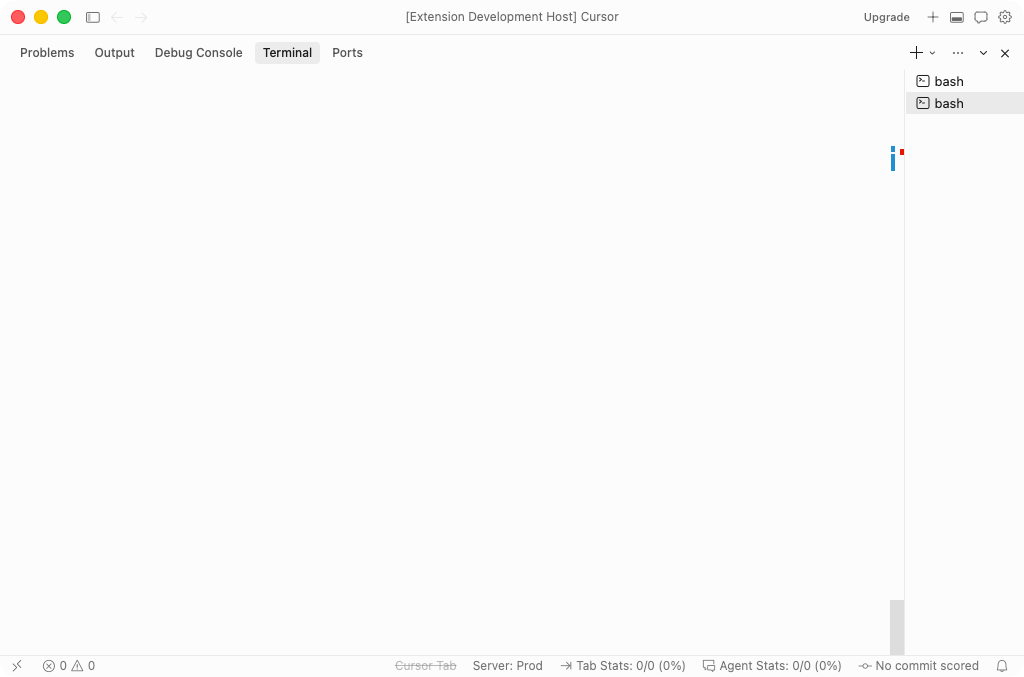 [Extension Development Host] Cursor
Upgrade
Problems
Output
Debug Console
Terminal
Ports
bash
bash
0
0
Cursor Tab
Server: Prod
Tab Stats: 0/0 (0%)
Agent Stats: 0/0 (0%)
No commit scored